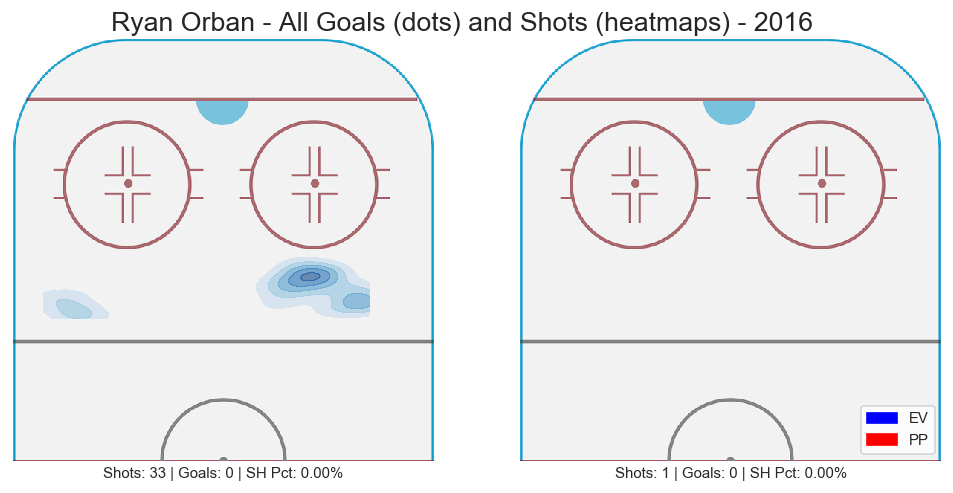 Ryan Orban - All Goals (dots) and Shots (heatmaps) - 2016
EV
PP
Shots: 33 | Goals: 0 | SH Pct: 0.00%
Shots: 1 | Goals: 0 | SH Pct: 0.00%